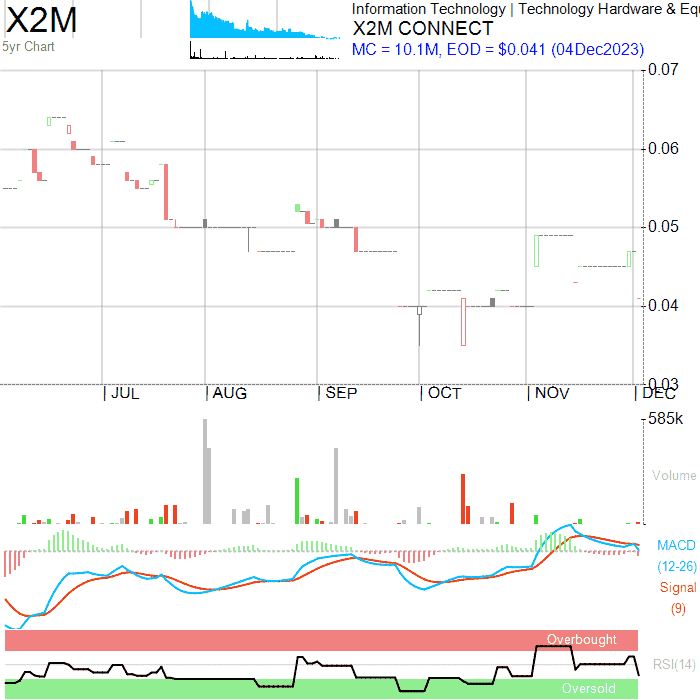 X2M
5yr Chart
Information Technology | Technology Hardware & Equ
X2M CONNECT
MC = 10.1M, EOD = $0.041 (04Dec2023)
0.07
0.06
0.05
0.04
0.03
JUL
AUG
SEP
OCT
NOV
DEC
585k
Volume
MACD
(12-26)
Signal
(9)
Overbought
RSI(14)
Oversold